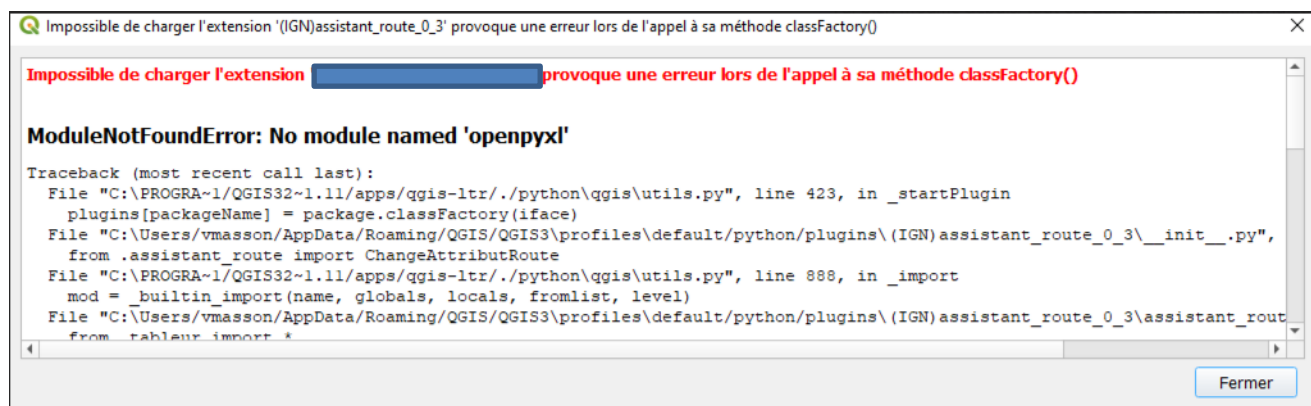 Impossible de charger l'extension '(IGN)assistant_route_0_3' provoque une erreur lors de l'appel à sa méthode classFactory()
Impossible de charger l'extension provoque une erreur lors de l'appel à sa méthode classFactory()
ModuleNotFoundError: No module named 'openpyxl'
Traceback (most recent call last):
File "C:\PROGRA~1/QGIS32~1.11/apps/qgis-ltr/./python\qgis\utils.py", line 423, in _startPlugin
plugins[packageName] = package.classFactory(iface)
File "C:\Users/vmasson/AppData/Roaming/QGIS/QGIS3\profiles\default/python/plugins\(IGN)assistant_route_0_3\__init__.py",
from .assistant_route import ChangeAttributRoute
File "C:\PROGRA~1/QGIS32~1.11/apps/qgis-ltr/./python\qgis\utils.py", line 888, in _import
mod = _builtin_import(name, globals, locals, fromlist, level)
File "C:\Users/vmasson/AppData/Roaming/QGIS/QGIS3\profiles\default/python/plugins\(IGN)assistant_route_0_3\assistant_rout
from .tableur import *
Fermer